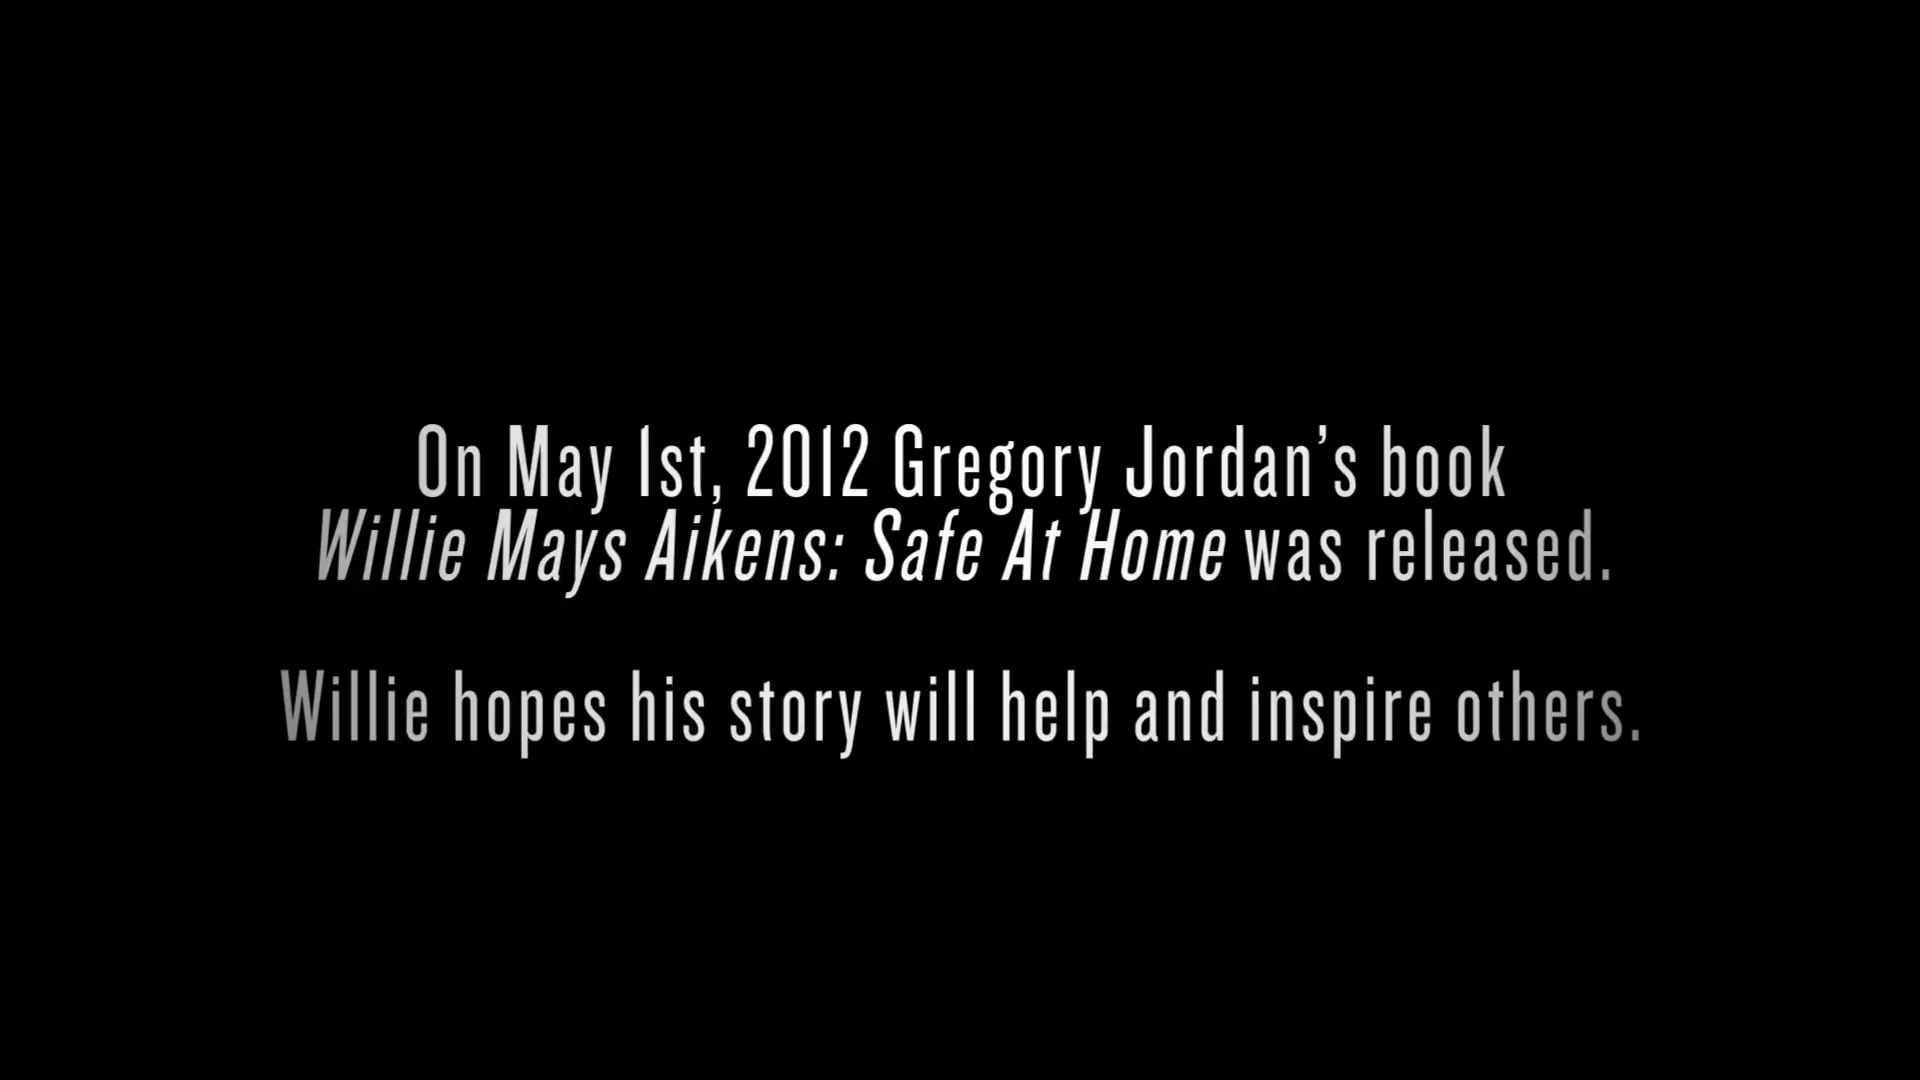 On May 1st, 2012 Gregory Jordan’s book
Willie Mays Aikens: Safe At Home was released.
Willie hopes his story will help and inspire others.